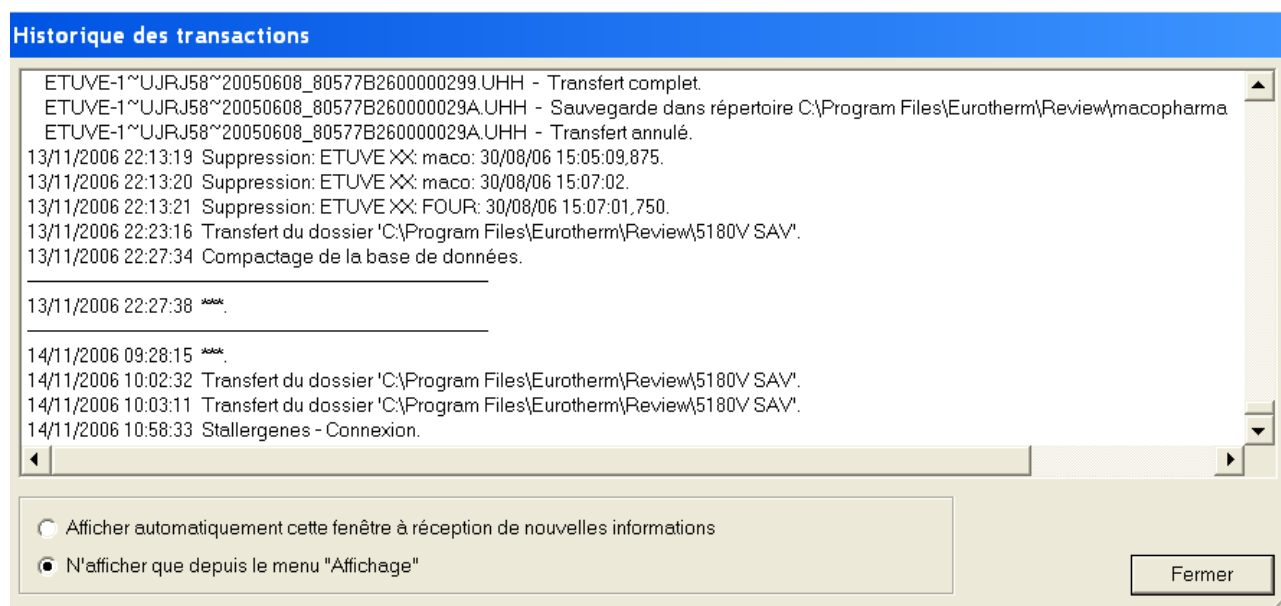 Historique des transactions
ETUVE-1~UJRJ58~20050608_80577B2600000299.UHH - Transfert complet.
ETUVE-1~UJRJ58~20050608_80577B260000029A.UHH - Sauvegarde dans répertoire C:\Program Files\Eurotherm\Review\macopharma
ETUVE-1~UJRJ58~20050608_80577B260000029A.UHH - Transfert annulé.
13/11/2006 22:13:19 Suppression: ETUVE XX: maco: 30/08/06 15:05:09,875.
13/11/2006 22:13:20 Suppression: ETUVE XX: maco: 30/08/06 15:07:02.
13/11/2006 22:13:21 Suppression: ETUVE XX: FOUR: 30/08/06 15:07:01,750.
13/11/2006 22:23:16 Transfert du dossier 'C:\Program Files\Eurotherm\Review\5180V SAV'.
13/11/2006 22:27:34 Compactage de la base de données.
13/11/2006 22:27:38 ***.
14/11/2006 09:28:15 ***.
14/11/2006 10:02:32 Transfert du dossier 'C:\Program Files\Eurotherm\Review\5180V SAV'.
14/11/2006 10:03:11 Transfert du dossier 'C:\Program Files\Eurotherm\Review\5180V SAV'.
14/11/2006 10:58:33 Stallergenes - Connexion.
Afficher automatiquement cette fenêtre à réception de nouvelles informations
N'afficher que depuis le menu "Affichage"
Fermer